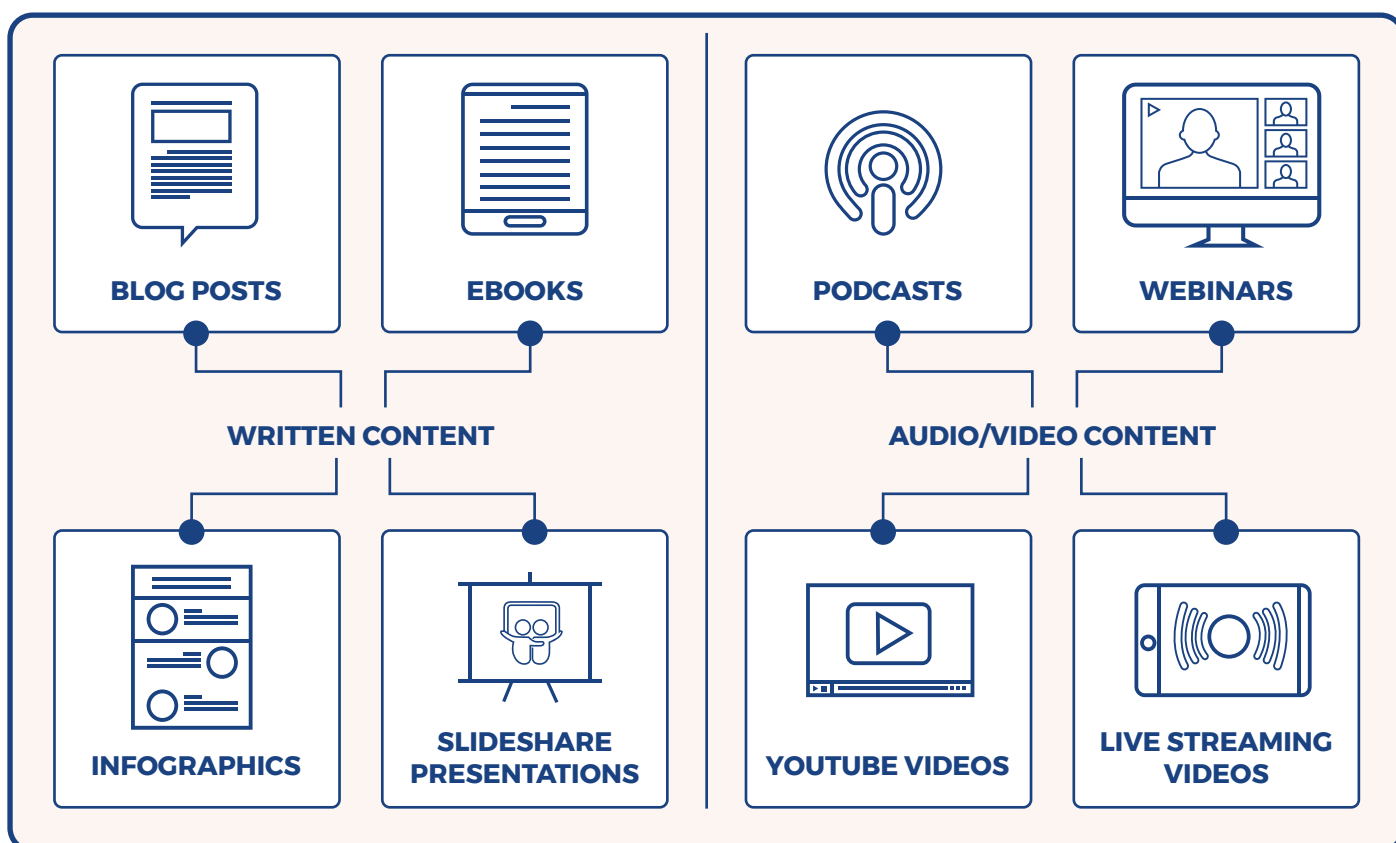 BLOG POSTS
EBOOKS
WRITTEN CONTENT
INFOGRAPHICS
SLIDESHARE
PRESENTATIONS
PODCASTS
WEBINARS
AUDIO/VIDEO CONTENT
YOUTUBE VIDEOS
LIVE STREAMING
VIDEOS